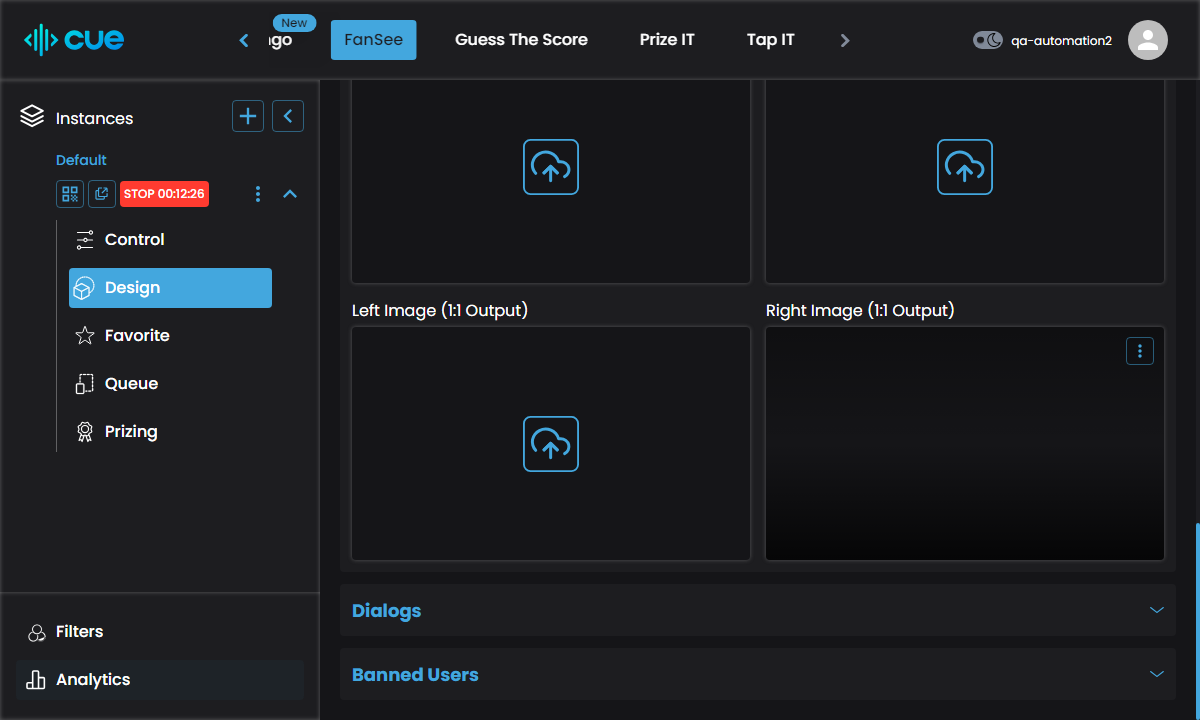 cue
New
ngo
FanSee
Guess The Score
Prize IT
Tap IT
qa-automation2
Instances
Default
STOP 00:12:26
Control
Design
Favorite
Queue
Prizing
Filters
Analytics
Left Image (1:1 Output)
Right Image (1:1 Output)
Dialogs
Banned Users